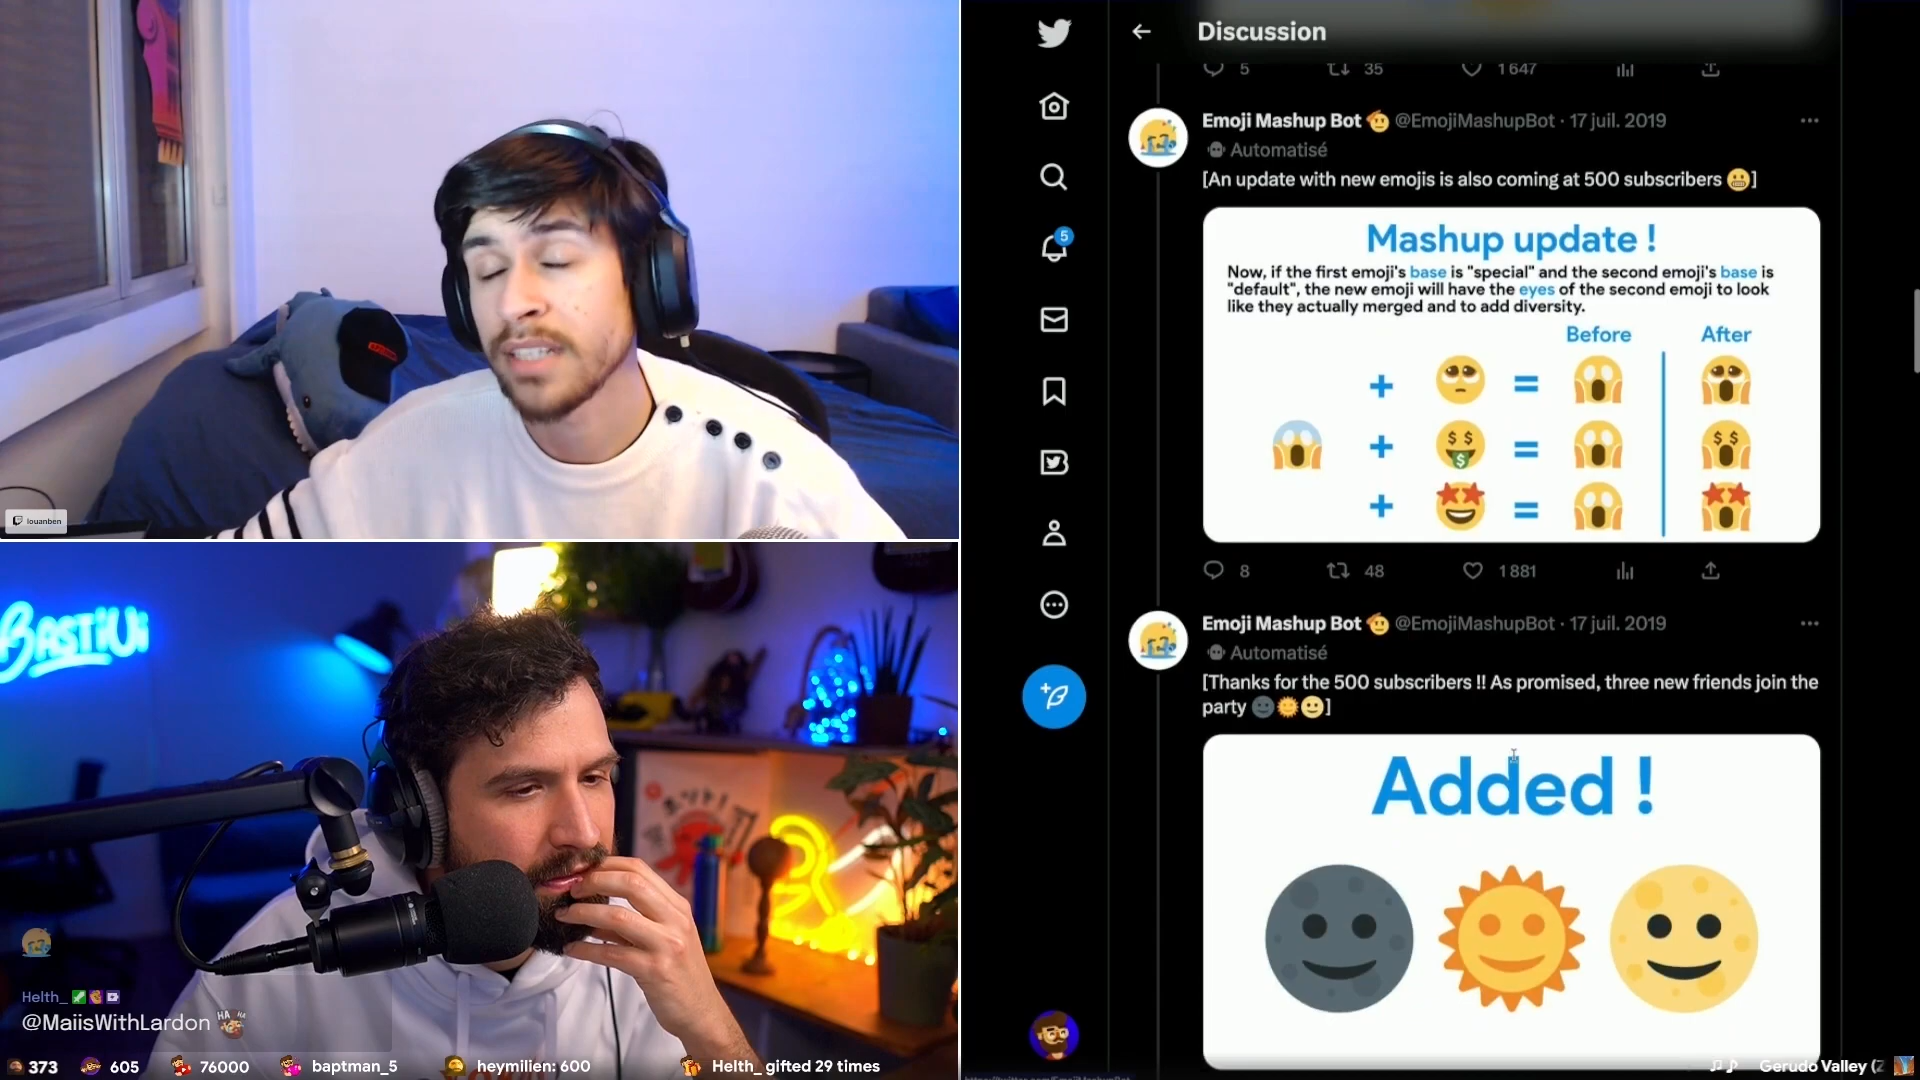 louanben
BASTiUi
Helth_
@MaiisWithLardon
HA HA
373
605
76000
baptman_5
heymilien: 600
Helth_ gifted 29 times
Discussion
5
35
1 647
5
Emoji Mashup Bot @EmojiMashupBot · 17 juil. 2019
Automatisé
[An update with new emojis is also coming at 500 subscribers 😬]
Mashup update !
Now, if the first emoji's base is "special" and the second emoji's base is
"default", the new emoji will have the eyes of the second emoji to look
like they actually merged and to add diversity.
Before After
+ =
+ =
+ =
8
48
1 881
Emoji Mashup Bot @EmojiMashupBot · 17 juil. 2019
Automatisé
[Thanks for the 500 subscribers !! As promised, three new friends join the
party 🌚🌞🌝]
Added !
Gerudo Valley (Z